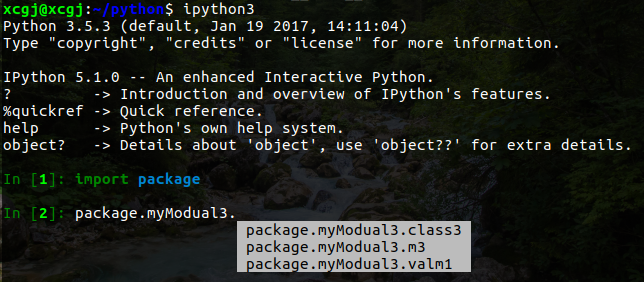 xcgj@xcgj:~/python$ ipython3
Python 3.5.3 (default, Jan 19 2017, 14:11:04)
Type "copyright", "credits" or "license" for more information.
IPython 5.1.0 -- An enhanced Interactive Python.
?         -> Introduction and overview of IPython's features.
%quickref -> Quick reference.
help      -> Python's own help system.
object?   -> Details about 'object', use 'object??' for extra details.
In [1]: import package
In [2]: package.myModual3.
package.myModual3.class3
package.myModual3.m3
package.myModual3.valm1